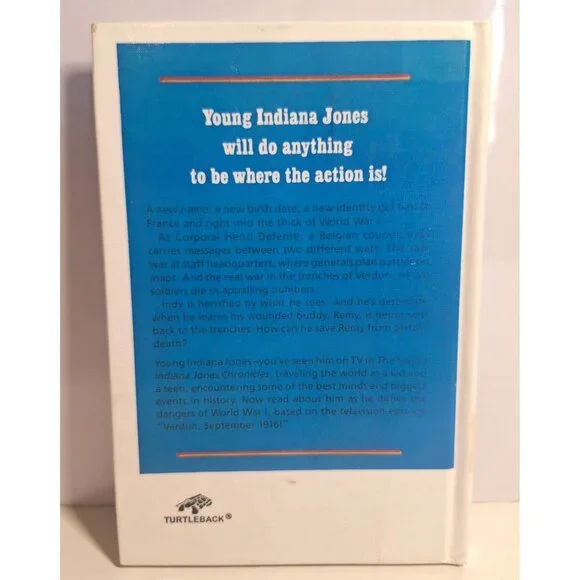 Young Indiana Jones
will do anything
to be where the action is!
A new name, a new birth date, a new identity get Indy to
France and right into the thick of World War I.
As Corporal Henri Defense, a Belgian courier, Indy
carries messages between two different wars. The safe
war at staff headquarters, where generals plan battles on
maps. And the real war in the trenches of Verdun, where
soldiers die in appalling numbers.
Indy is horrified by what he sees. And he's desperate
when he learns his wounded buddy, Remy, is being sent
back to the trenches. How can he save Remy from certain
death?
Young Indiana Jones—you've seen him on TV in The Young
Indiana Jones Chronicles, traveling the world as a kid and
a teen, encountering some of the best minds and biggest
events in history. Now read about him as he defies the
dangers of World War I, based on the television episode
"Verdun, September 1916!"
TURTLEBACK®